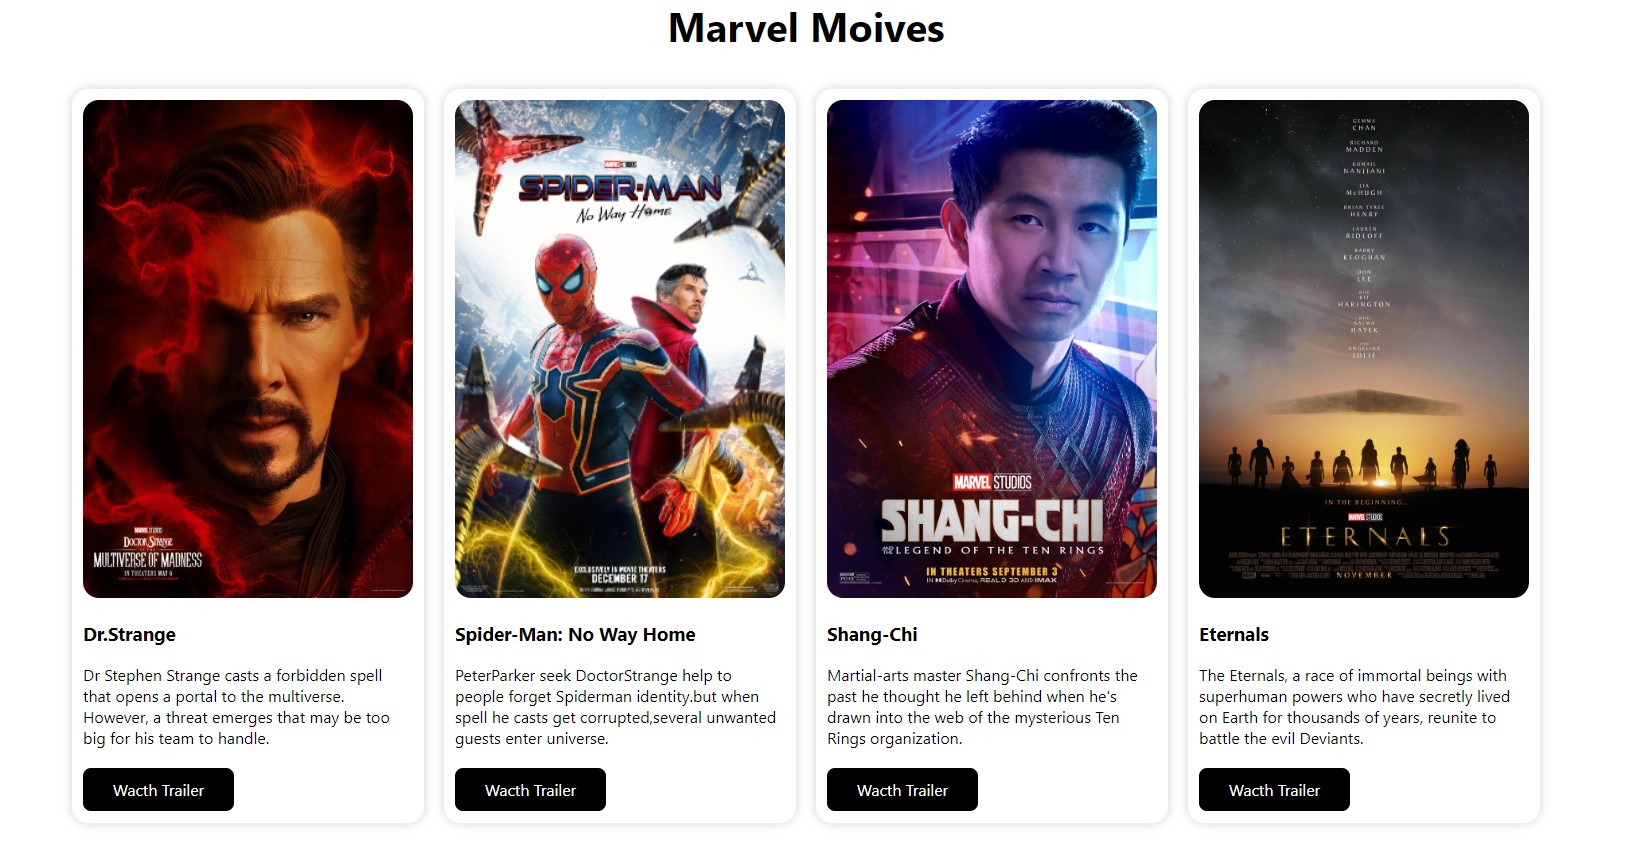 Marvel Moives
MARVEL STUDIOS
DOCTOR STRANGE
IN THE
MULTIVERSE OF MADNESS
IN THEATERS MAY 6
Dr.Strange
Dr Stephen Strange casts a forbidden spell
that opens a portal to the multiverse.
However, a threat emerges that may be too
big for his team to handle.
Wacth Trailer
MARVEL STUDIOS
SPIDER-MAN
No Way Home
EXCLUSIVELY IN MOVIE THEATERS
DECEMBER 17
Spider-Man: No Way Home
PeterParker seek DoctorStrange help to
people forget Spiderman identity.but when
spell he casts get corrupted,several unwanted
guests enter universe.
Wacth Trailer
MARVEL STUDIOS
SHANG-CHI
AND THE LEGEND OF THE TEN RINGS
IN THEATERS SEPTEMBER 3
IN Dolby Cinema, REAL D 3D AND IMAX
Shang-Chi
Martial-arts master Shang-Chi confronts the
past he thought he left behind when he's
drawn into the web of the mysterious Ten
Rings organization.
Wacth Trailer
GEMMA
CHAN
RICHARD
MADDEN
KUMAIL
NANJIANI
LIA
McHUGH
BRIAN TYREE
HENRY
LAUREN
RIDLOFF
BARRY
KEOGHAN
DON
LEE
WITH
KIT
HARINGTON
WITH
SALMA
HAYEK
AND
ANGELINA
JOLIE
IN THE BEGINNING...
MARVEL STUDIOS
ETERNALS
NOVEMBER
Eternals
The Eternals, a race of immortal beings with
superhuman powers who have secretly lived
on Earth for thousands of years, reunite to
battle the evil Deviants.
Wacth Trailer